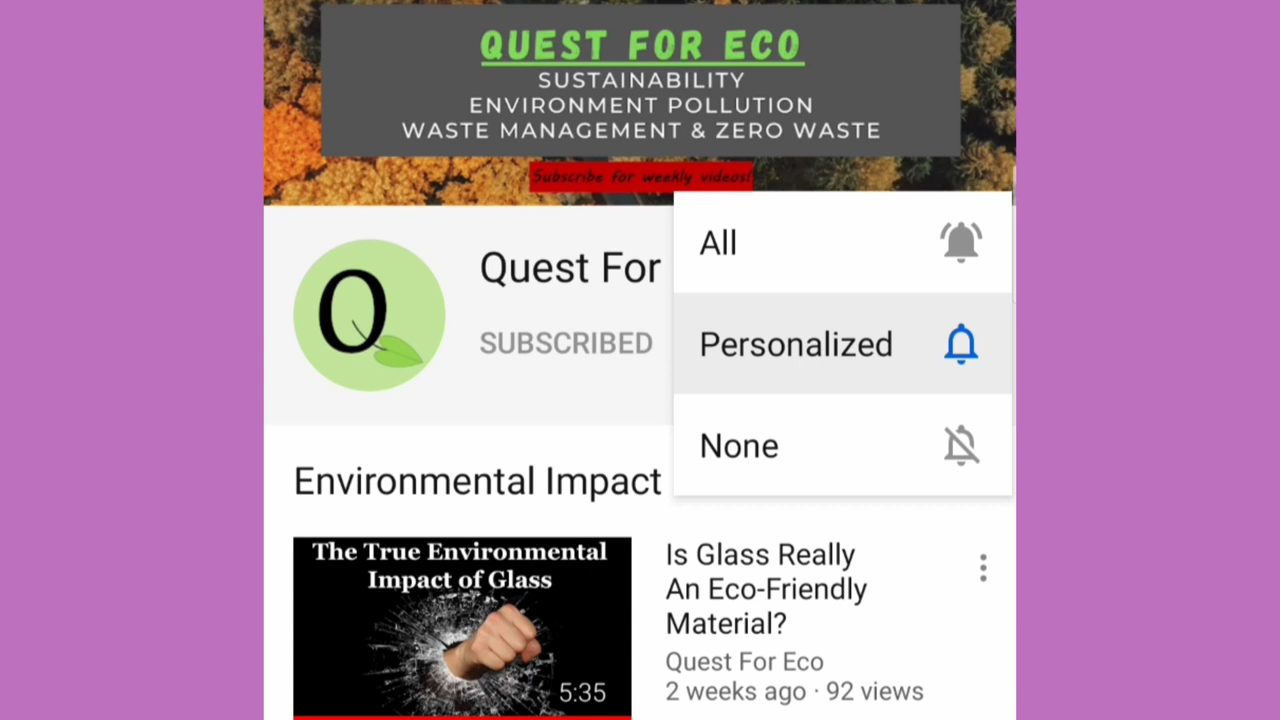 QUEST FOR ECO
SUSTAINABILITY
ENVIRONMENT POLLUTION
WASTE MANAGEMENT & ZERO WASTE
Subscribe for weekly videos!
All
Quest For
Personalized
SUBSCRIBED
None
Environmental Impact
The True Environmental
Impact of Glass
5:35
Is Glass Really
An Eco-Friendly
Material?
Quest For Eco
2 weeks ago · 92 views